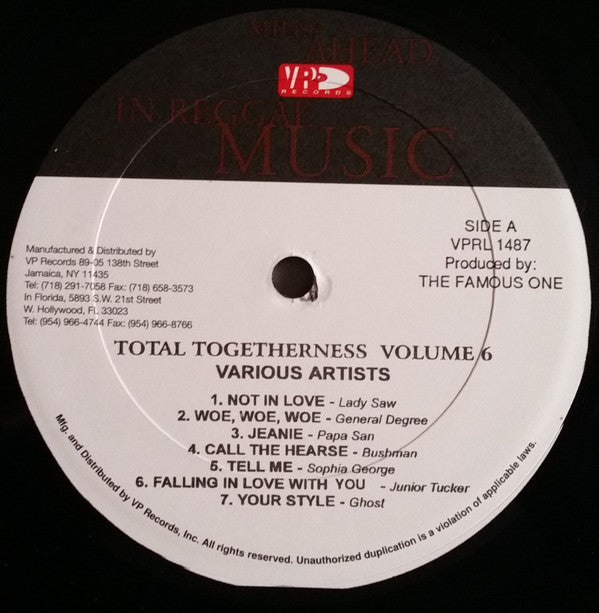 MILES
AHEAD
VP
RECORDS
IN REGGAE
MUSIC
SIDE A
VPRL 1487
Produced by:
THE FAMOUS ONE
Manufactured & Distributed by
VP Records 89-05 138th Street
Jamaica, NY 11435
Tel: (718) 291-7058 Fax: (718) 658-3573
In Florida, 5893 S.W. 21st Street
W. Hollywood, FL 33023
Tel: (954) 966-4744 Fax: (954) 966-8766
TOTAL TOGETHERNESS VOLUME 6
VARIOUS ARTISTS
1. NOT IN LOVE - Lady Saw
2. WOE, WOE, WOE - General Degree
3. JEANIE - Papa San
4. CALL THE HEARSE - Bushman
5. TELL ME - Sophia George
6. FALLING IN LOVE WITH YOU - Junior Tucker
7. YOUR STYLE - Ghost
Mfg. and Distributed by VP Records, Inc. All rights reserved. Unauthorized duplication is a violation of applicable laws.